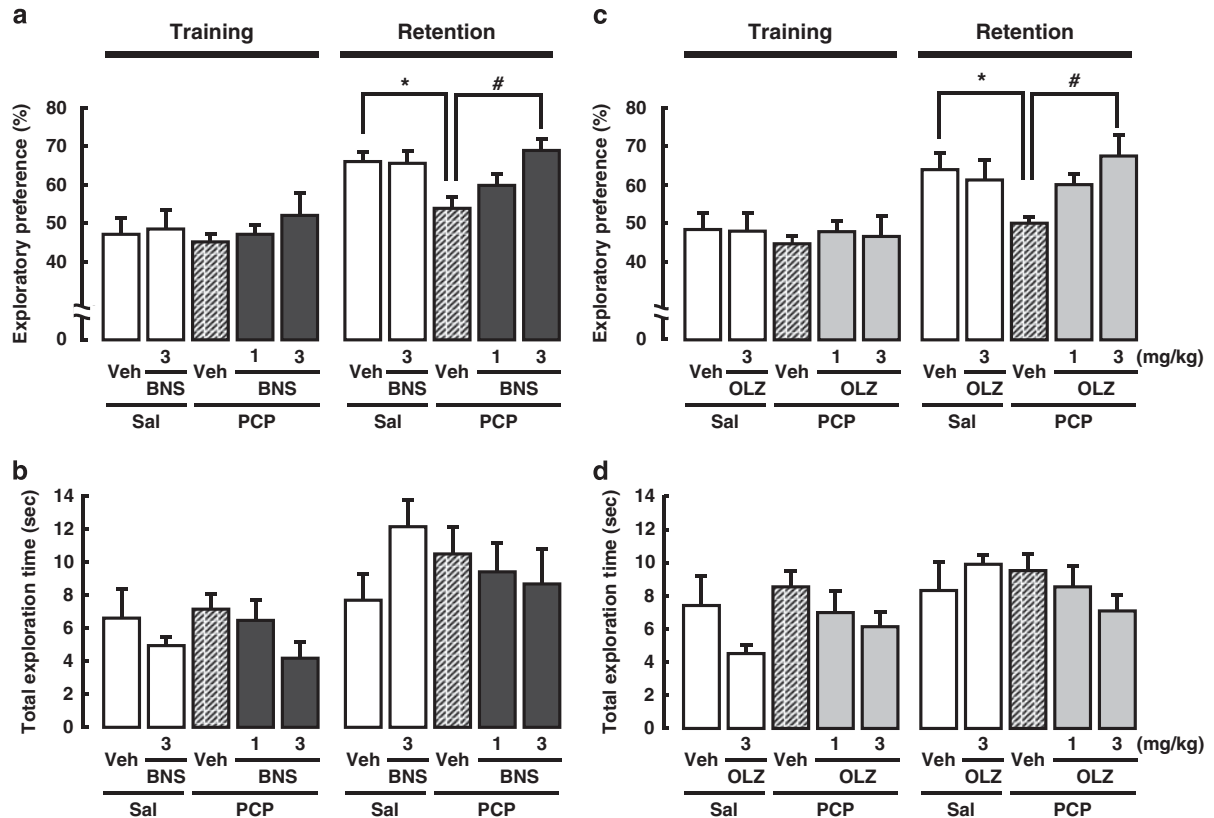 a
Training Retention
* #
Exploratory preference (%)
80
70
60
50
40
0
Veh 3 Veh 1 3 Veh 3 Veh 1 3
BNS BNS BNS BNS
Sal PCP Sal PCP
c
Training Retention
* #
Exploratory preference (%)
80
70
60
50
40
0
Veh 3 Veh 1 3 Veh 3 Veh 1 3 (mg/kg)
OLZ OLZ OLZ OLZ
Sal PCP Sal PCP
b
Total exploration time (sec)
14
12
10
8
6
4
2
0
Veh 3 Veh 1 3 Veh 3 Veh 1 3
BNS BNS BNS BNS
Sal PCP Sal PCP
d
Total exploration time (sec)
14
12
10
8
6
4
2
0
Veh 3 Veh 1 3 Veh 3 Veh 1 3 (mg/kg)
OLZ OLZ OLZ OLZ
Sal PCP Sal PCP